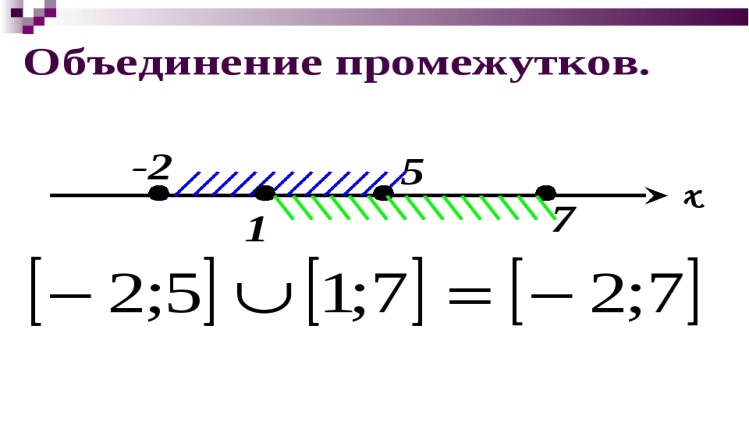 Объединение промежутков.
-2
5
x
1
7
[– 2;5] ∪ [1;7] = [– 2;7]